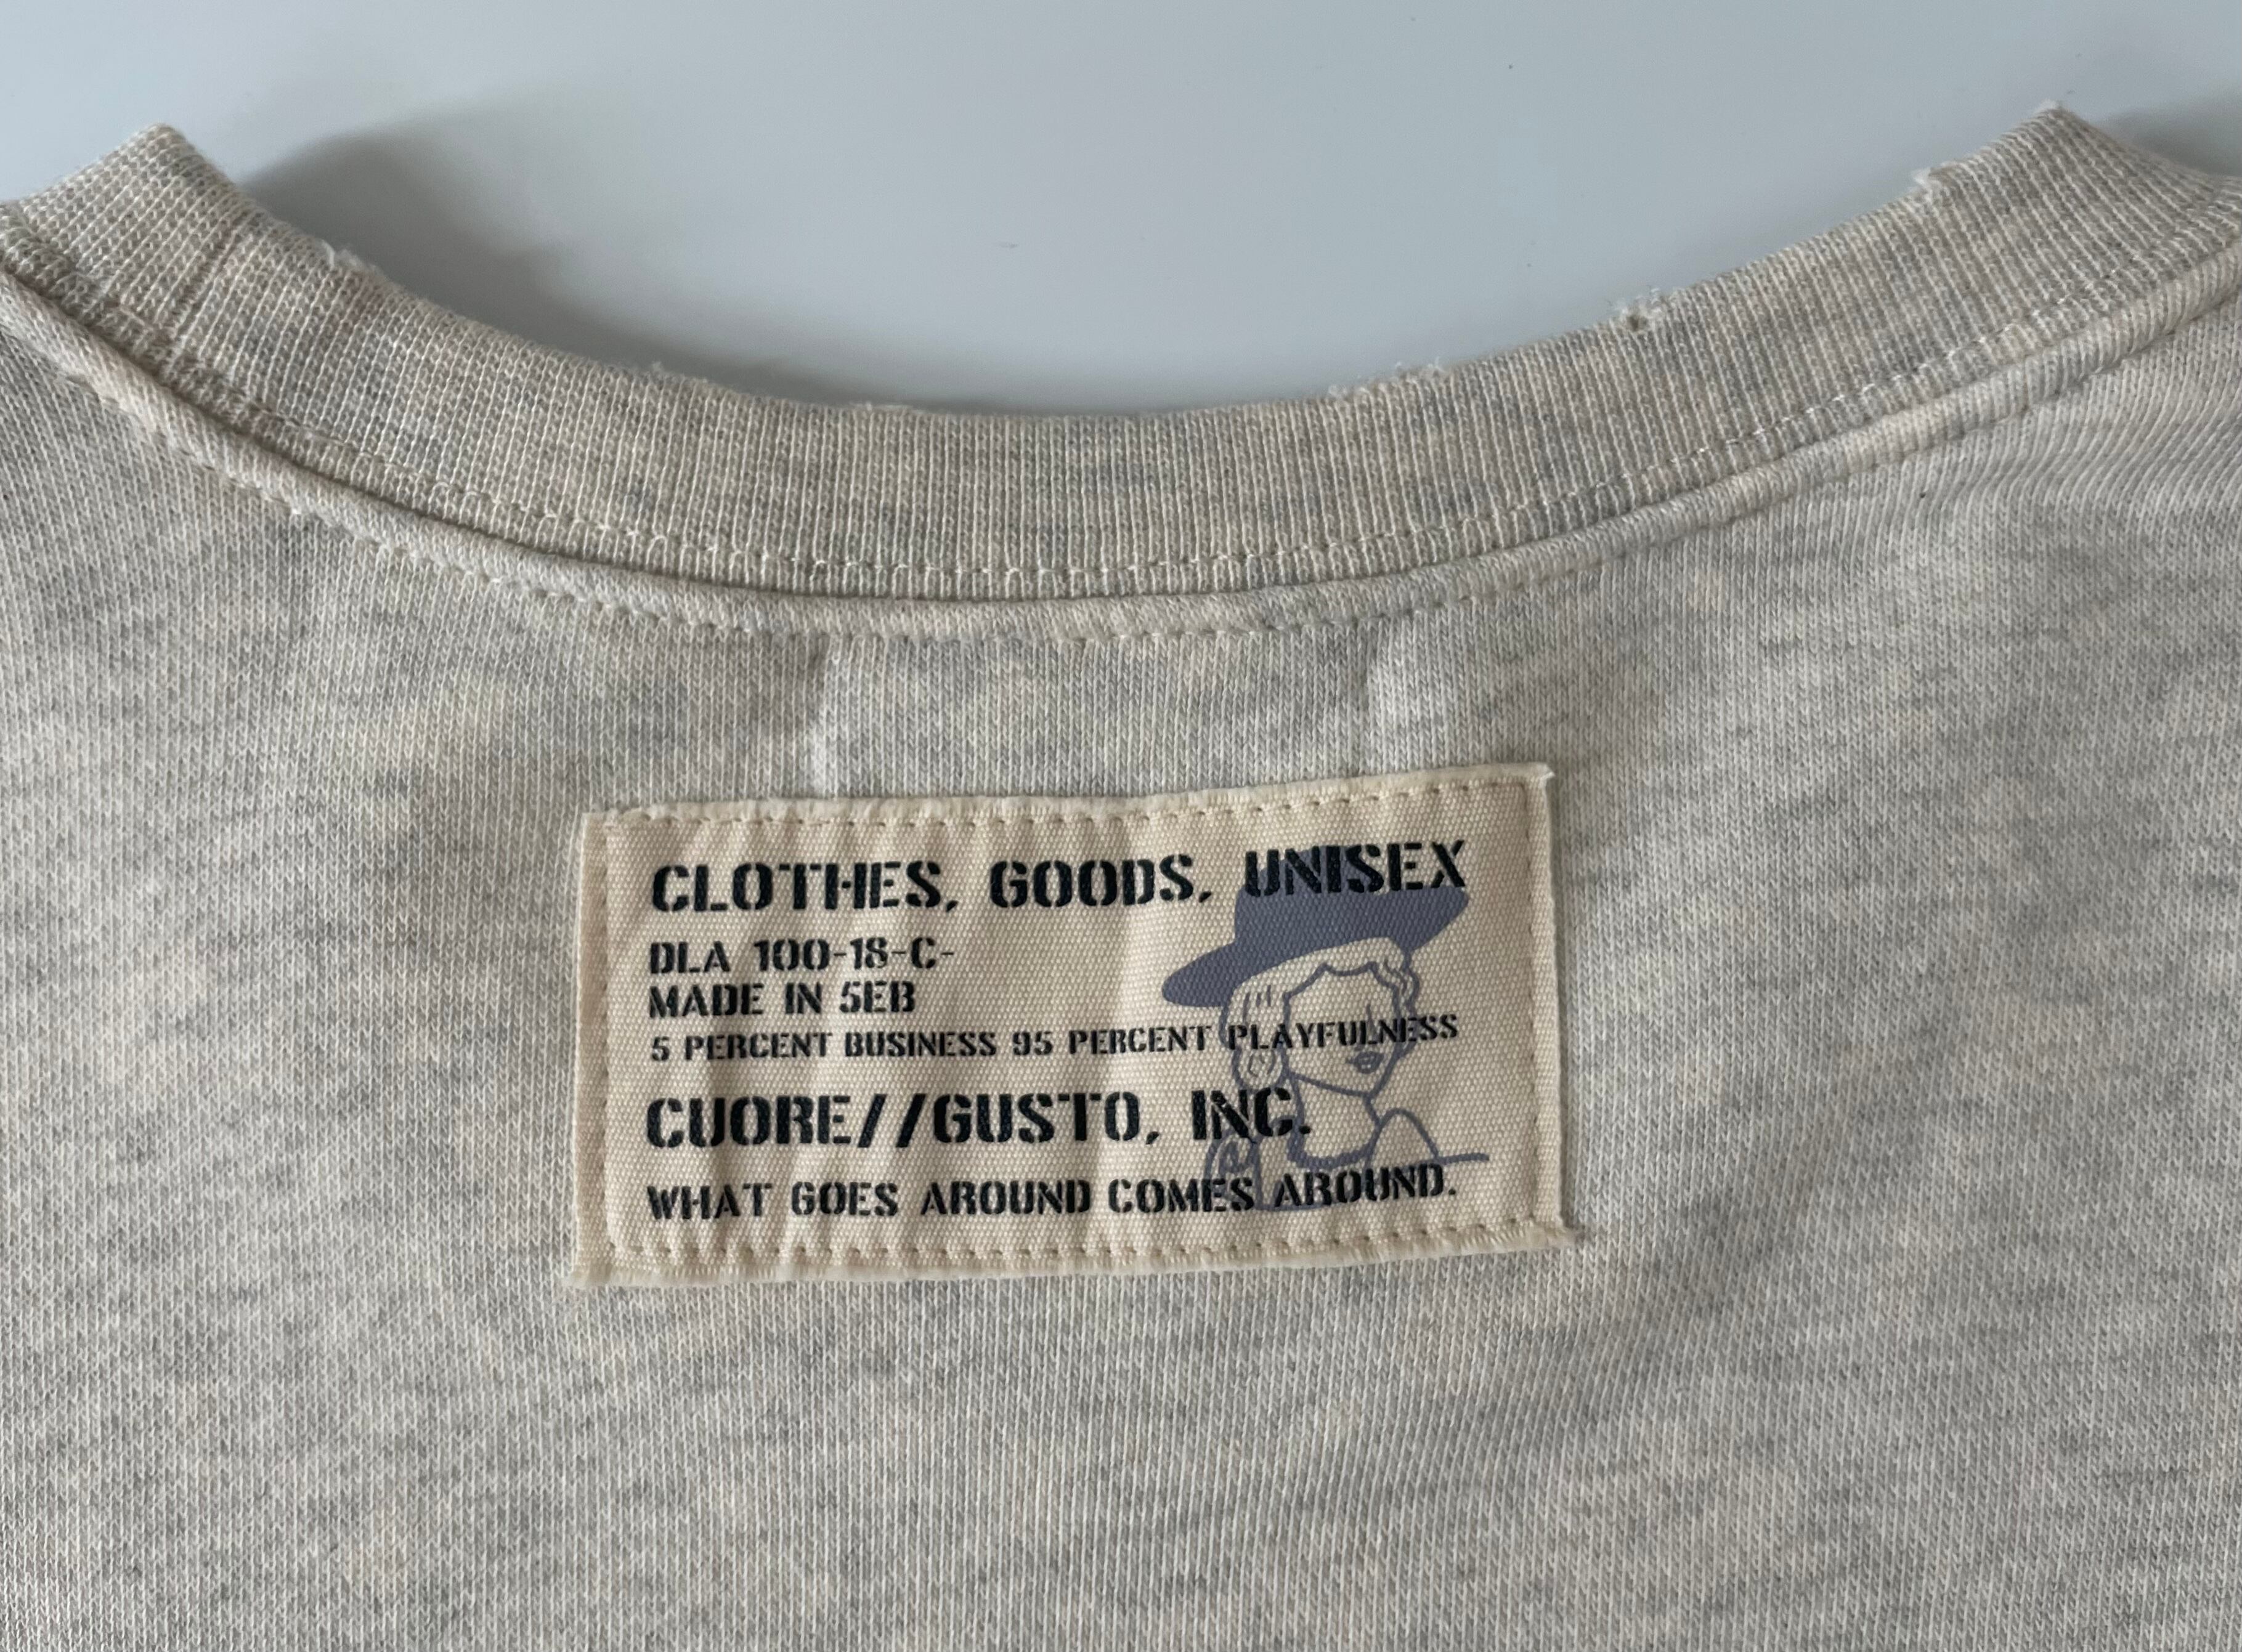 CLOTHES, GOODS, UNISEX
DLA 100-18-C-
MADE IN 5EB
5 PERCENT BUSINESS 95 PERCENT PLAYFULNESS
CUORE//GUSTO, INC.
WHAT GOES AROUND COMES AROUND.